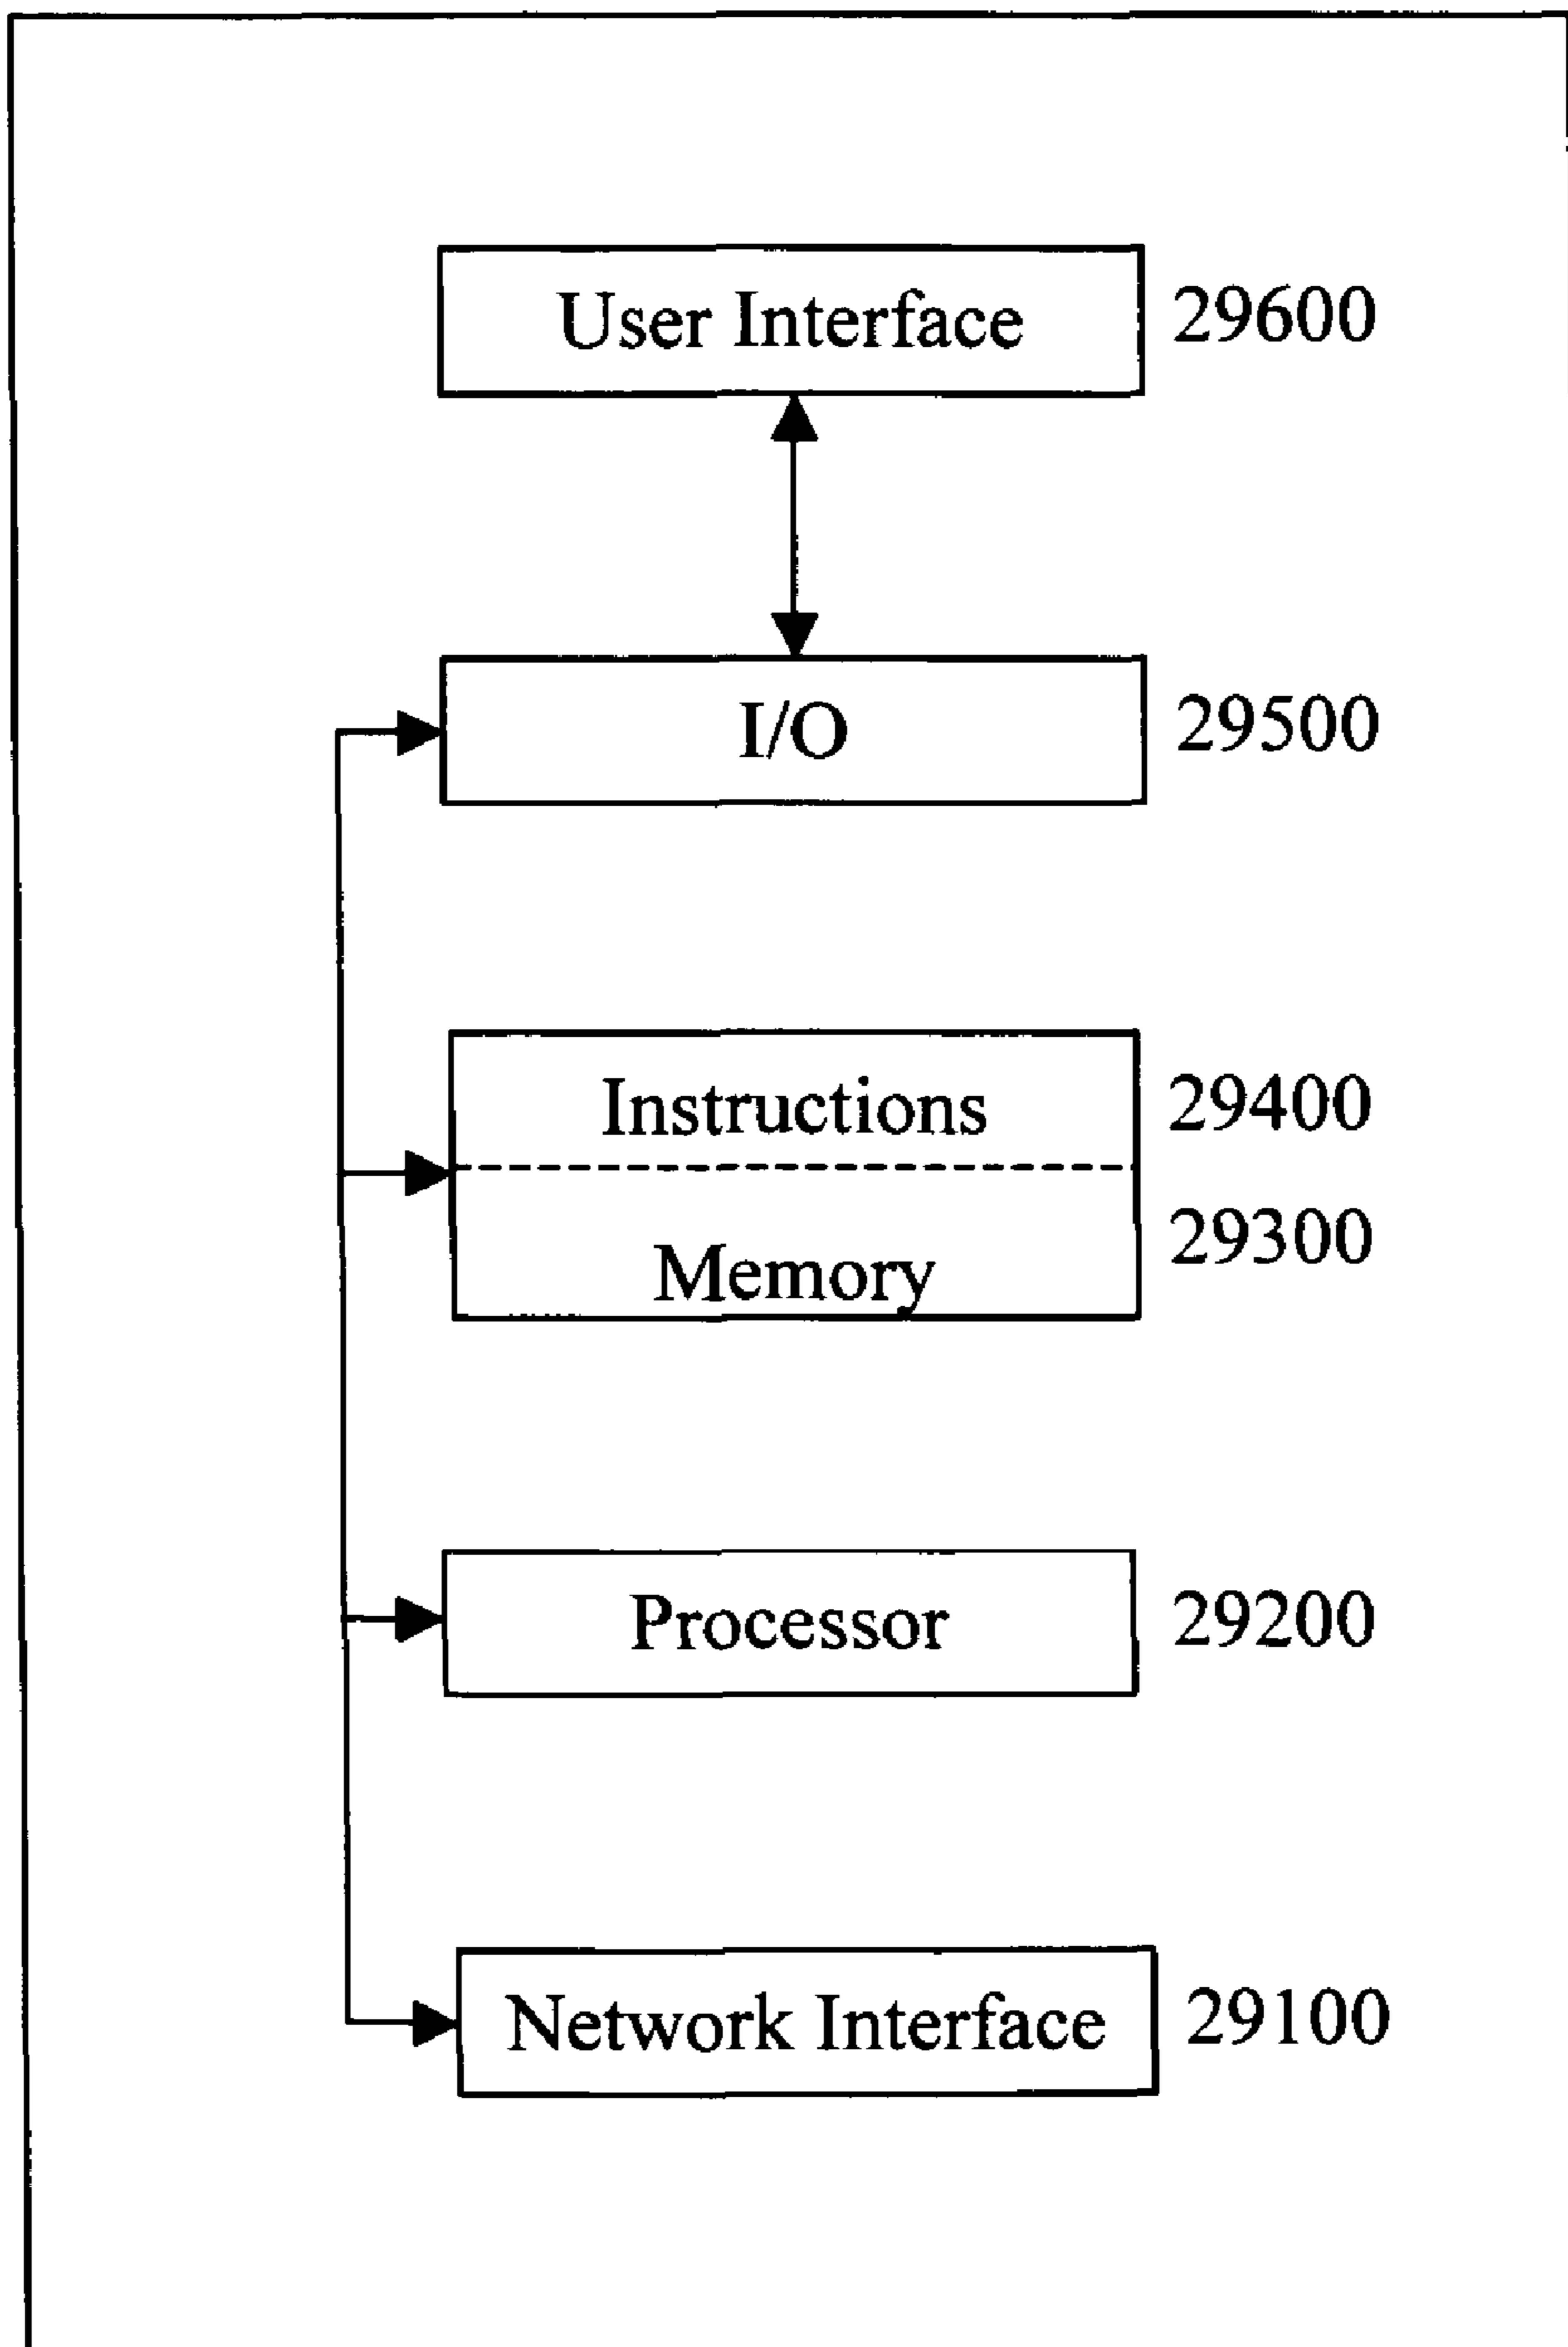 User Interface 29600
I/O 29500
Instructions 29400
Memory 29300
Processor 29200
Network Interface 29100